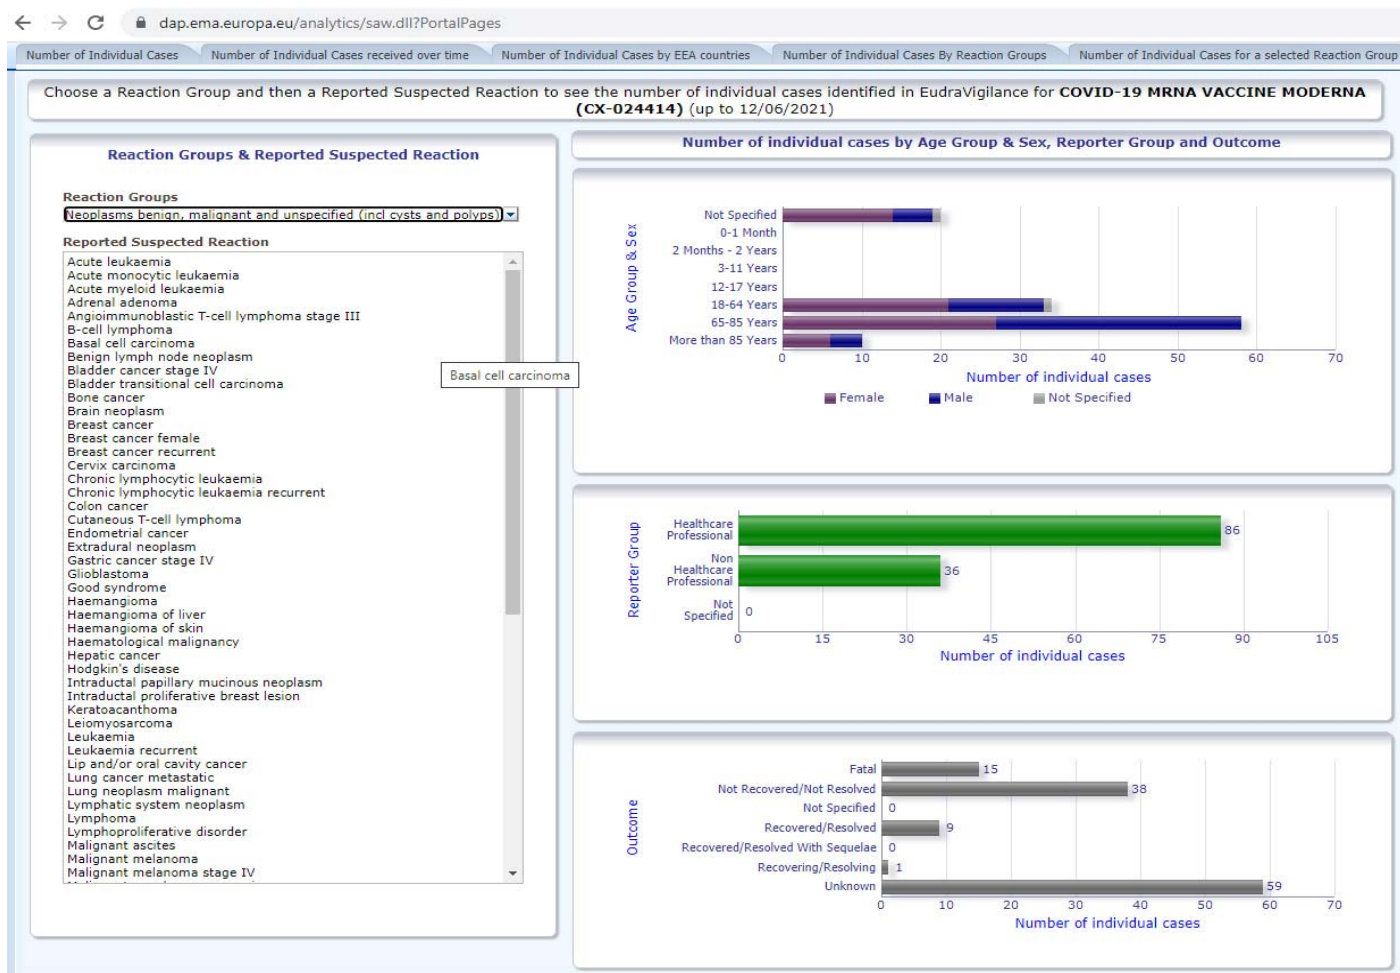 dap.ema.europa.eu/analytics/saw.dll?PortalPages
Number of Individual Cases
Number of Individual Cases received over time
Number of Individual Cases by EEA countries
Number of Individual Cases By Reaction Groups
Number of Individual Cases for a selected Reaction Group
Choose a Reaction Group and then a Reported Suspected Reaction to see the number of individual cases identified in EudraVigilance for COVID-19 MRNA VACCINE MODERNA
(CX-024414) (up to 12/06/2021)
Reaction Groups & Reported Suspected Reaction
Reaction Groups
Neoplasms benign, malignant and unspecified (incl cysts and polyps)
Reported Suspected Reaction
Acute leukaemia
Acute monocytic leukaemia
Acute myeloid leukaemia
Adrenal adenoma
Angioimmunoblastic T-cell lymphoma stage III
B-cell lymphoma
Basal cell carcinoma
Benign lymph node neoplasm
Bladder cancer stage IV
Bladder transitional cell carcinoma
Bone cancer
Brain neoplasm
Breast cancer
Breast cancer female
Breast cancer recurrent
Cervix carcinoma
Chronic lymphocytic leukaemia
Chronic lymphocytic leukaemia recurrent
Colon cancer
Cutaneous T-cell lymphoma
Endometrial cancer
Extradural neoplasm
Gastric cancer stage IV
Glioblastoma
Good syndrome
Haemangioma
Haemangioma of liver
Haemangioma of skin
Haematological malignancy
Hepatic cancer
Hodgkin's disease
Intraductal papillary mucinous neoplasm
Intraductal proliferative breast lesion
Keratoacanthoma
Leiomyosarcoma
Leukaemia
Leukaemia recurrent
Lip and/or oral cavity cancer
Lung cancer metastatic
Lung neoplasm malignant
Lymphatic system neoplasm
Lymphoma
Lymphoproliferative disorder
Malignant ascites
Malignant melanoma
Malignant melanoma stage IV
Basal cell carcinoma
Number of individual cases by Age Group & Sex, Reporter Group and Outcome
Age Group & Sex
Not Specified
0-1 Month
2 Months - 2 Years
3-11 Years
12-17 Years
18-64 Years
65-85 Years
More than 85 Years
0 10 20 30 40 50 60 70
Number of individual cases
Female Male Not Specified
Reporter Group
Healthcare
Professional 86
Non
Healthcare
Professional 36
Not
Specified 0
0 15 30 45 60 75 90 105
Number of individual cases
Outcome
Fatal 15
Not Recovered/Not Resolved 38
Not Specified 0
Recovered/Resolved 9
Recovered/Resolved With Sequelae 0
Recovering/Resolving 1
Unknown 59
0 10 20 30 40 50 60 70
Number of individual cases